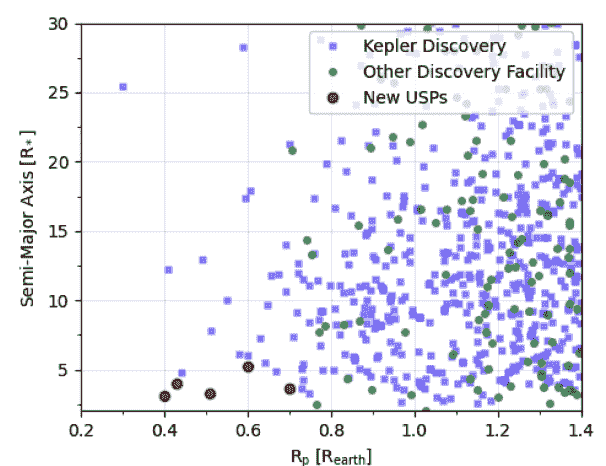 30
25
20
15
10
5
Semi-Major Axis [R*]
Kepler Discovery
Other Discovery Facility
New USPs
0.2 0.4 0.6 0.8 1.0 1.2 1.4
Rp [Rearth]